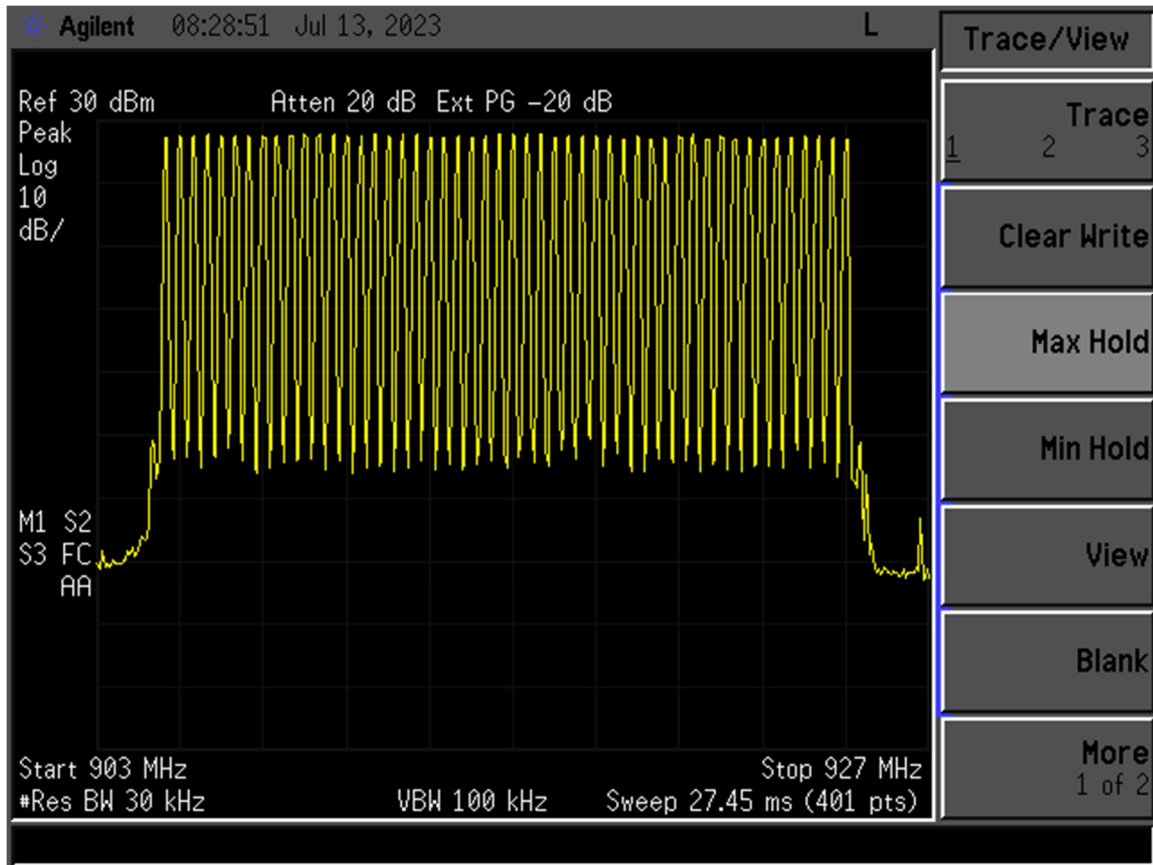 Agilent 08:28:51 Jul 13, 2023 L
Trace/View
Ref 30 dBm Atten 20 dB Ext PG -20 dB
Peak
Log
10
dB/
M1 S2
S3 FC
AA
Start 903 MHz Stop 927 MHz
#Res BW 30 kHz VBW 100 kHz Sweep 27.45 ms (401 pts)
Trace
1 2 3
Clear Write
Max Hold
Min Hold
View
Blank
More
1 of 2